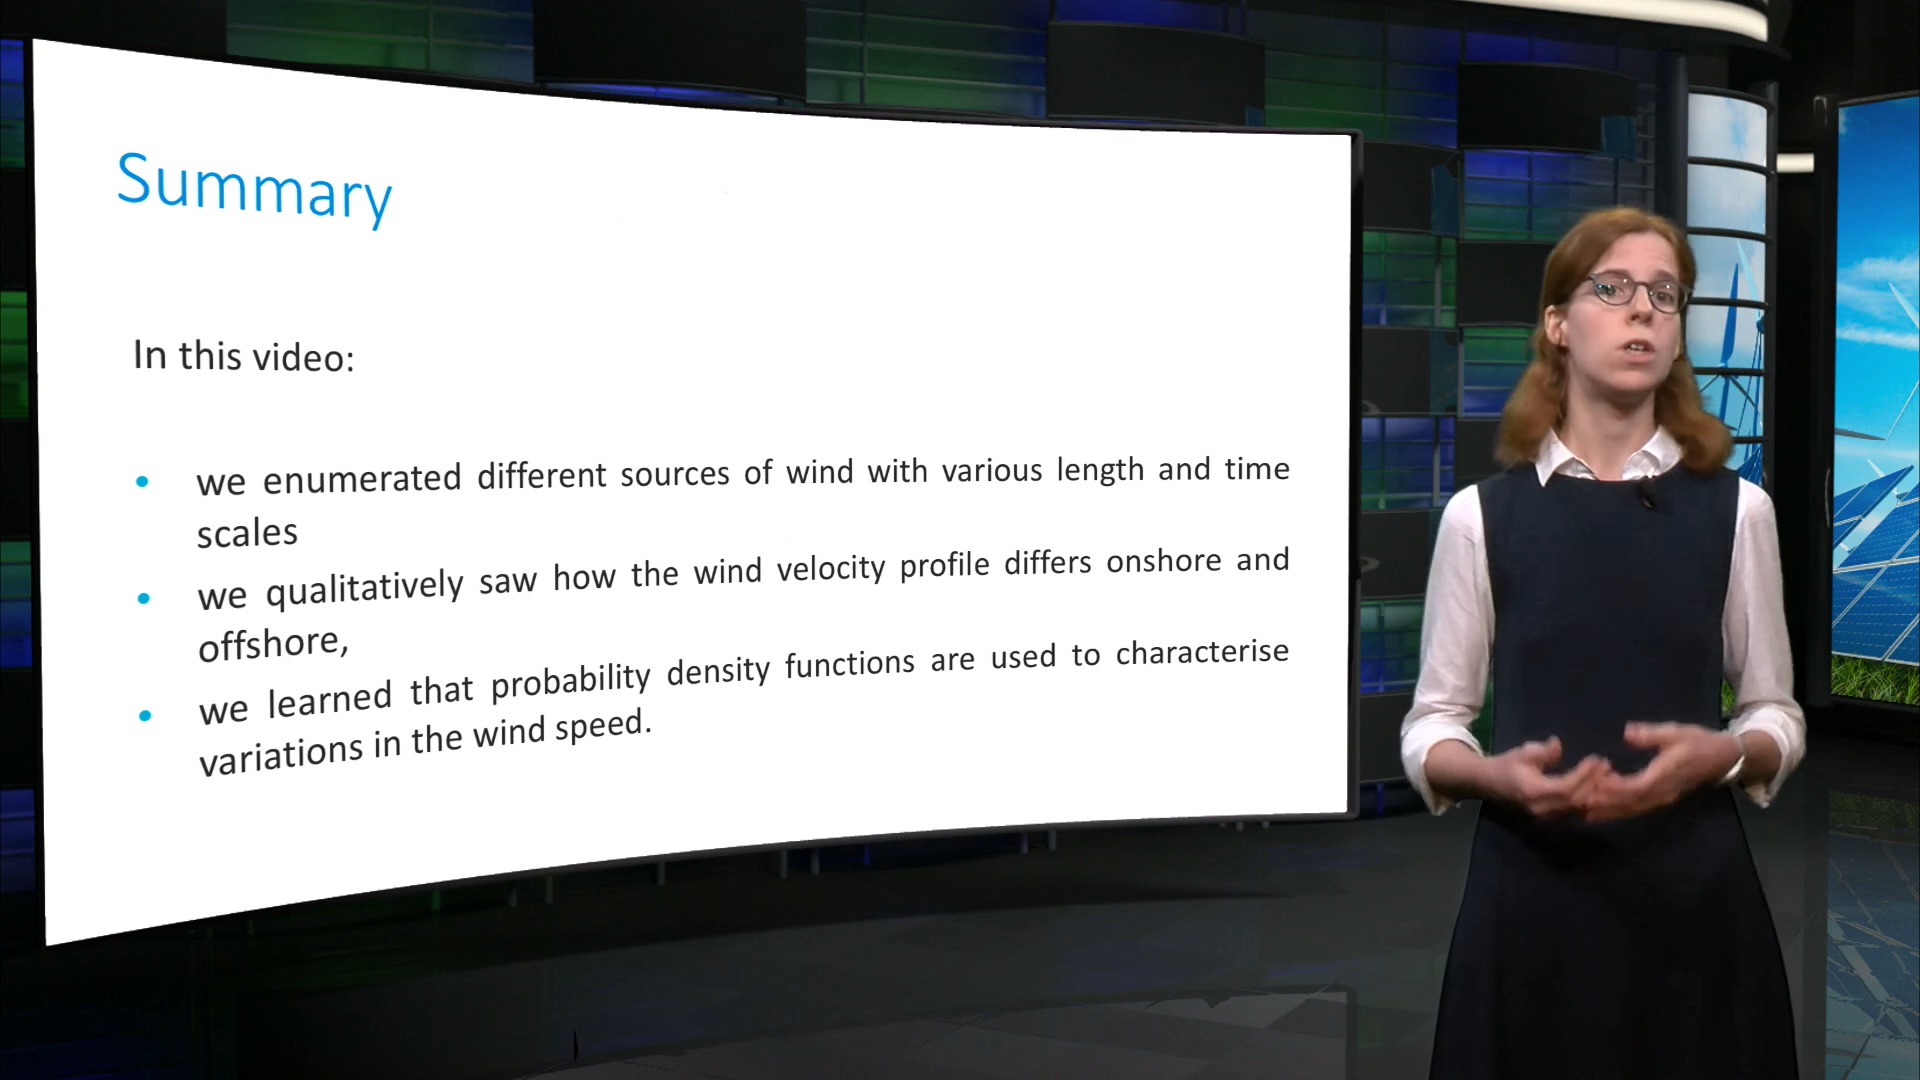 Summary
In this video:
• we enumerated different sources of wind with various length and time
scales
• we qualitatively saw how the wind velocity profile differs onshore and
offshore,
• we learned that probability density functions are used to characterise
variations in the wind speed.